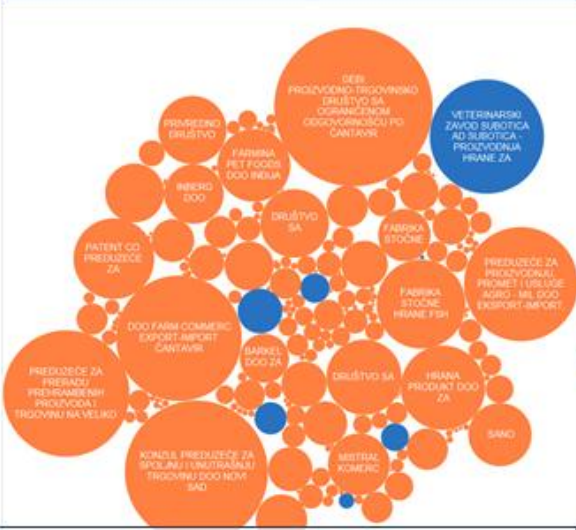 GEBI
PROIZVODNO-TRGOVINSKO
DRUŠTVO SA
OGRANIČENOM
ODGOVORNOŠĆU PO
ČANTAVIR
VETERINARSKI
ZAVOD SUBOTICA
AD SUBOTICA -
PROIZVODNJA
HRANE ZA
PRIVREDNO
DRUŠTVO
FARMINA
PET FOODS
DOO INĐIJA
INBERG
DOO
DRUŠTVO
SA
FABRIKA
STOČNE
PATENT CO
PREDUZEĆE
ZA
PREDUZEĆE ZA
PROIZVODNJU,
PROMET I USLUGE
AGRO - MIL DOO
EKSPORT-IMPORT,
FABRIKA
STOČNE
HRANE FSH
DOO FARM COMMERC
EXPORT-IMPORT
ČANTAVIR
BARKEL
DOO ZA
DRUŠTVO SA
HRANA
PRODUKT DOO
ZA
PREDUZEĆE ZA
PRERADU
PREHRAMBENIH
PROIZVODA I
TRGOVINU NA VELIKO
SANO
MISTRAL
KOMERC
KONZUL PREDUZEĆE ZA
SPOLJNU I UNUTRAŠNJU
TRGOVINU DOO NOVI
SAD